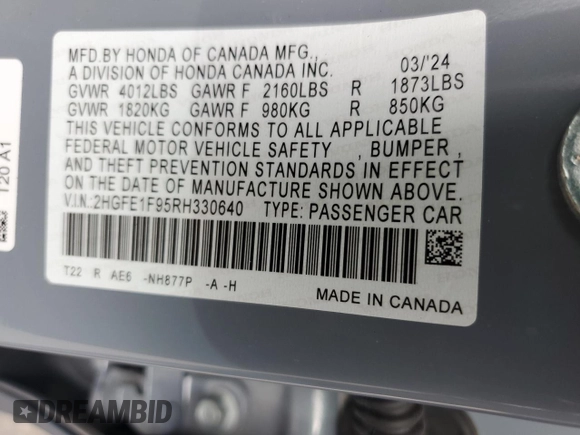 MFD.BY HONDA OF CANADA MFG.,
A DIVISION OF HONDA CANADA INC. 03/'24
GVWR 4012LBS GAWR F 2160LBS R 1873LBS
GVWR 1820KG GAWR F 980KG R 850KG
THIS VEHICLE CONFORMS TO ALL APPLICABLE
FEDERAL MOTOR VEHICLE SAFETY , BUMPER ,
AND THEFT PREVENTION STANDARDS IN EFFECT
ON THE DATE OF MANUFACTURE SHOWN ABOVE.
V.I.N.:2HGFE1F95RH330640 TYPE: PASSENGER CAR
T22 R AE6 -NH877P -A -H
MADE IN CANADA
T20 A1
DREAMBID